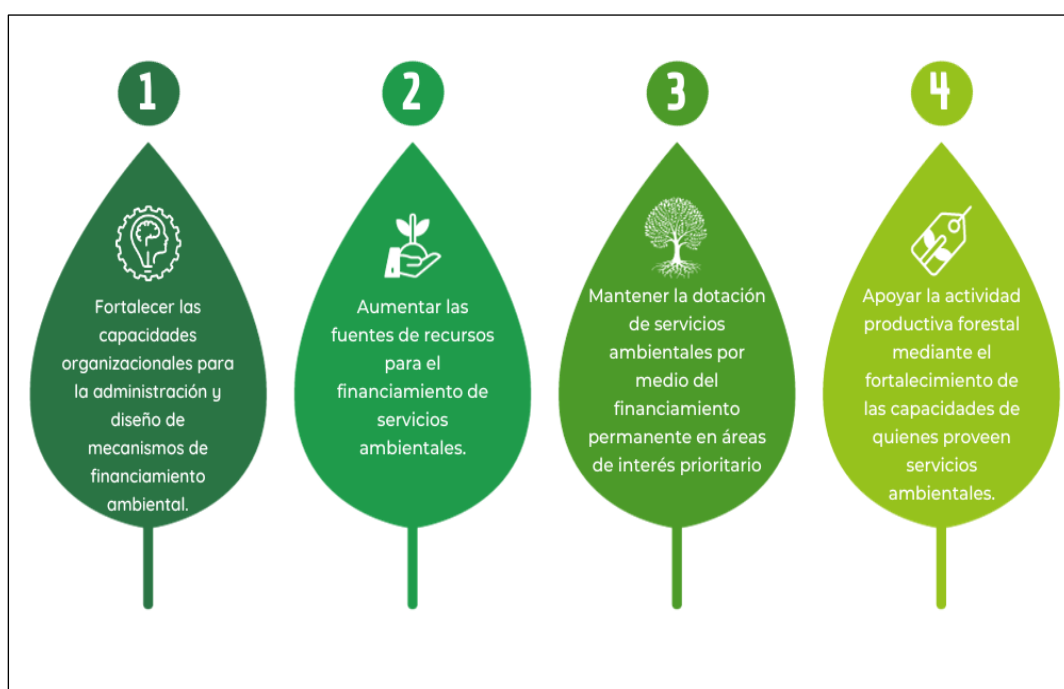 1
Fortalecer las
capacidades
organizacionales para
la administración y
diseño de
mecanismos de
financiamiento
ambiental.
2
Aumentar las
fuentes de recursos
para el
financiamiento de
servicios
ambientales.
3
Mantener la dotación
de servicios
ambientales por
medio del
financiamiento
permanente en áreas
de interés prioritario
4
Apoyar la actividad
productiva forestal
mediante el
fortalecimiento de
las capacidades de
quienes proveen
servicios
ambientales.